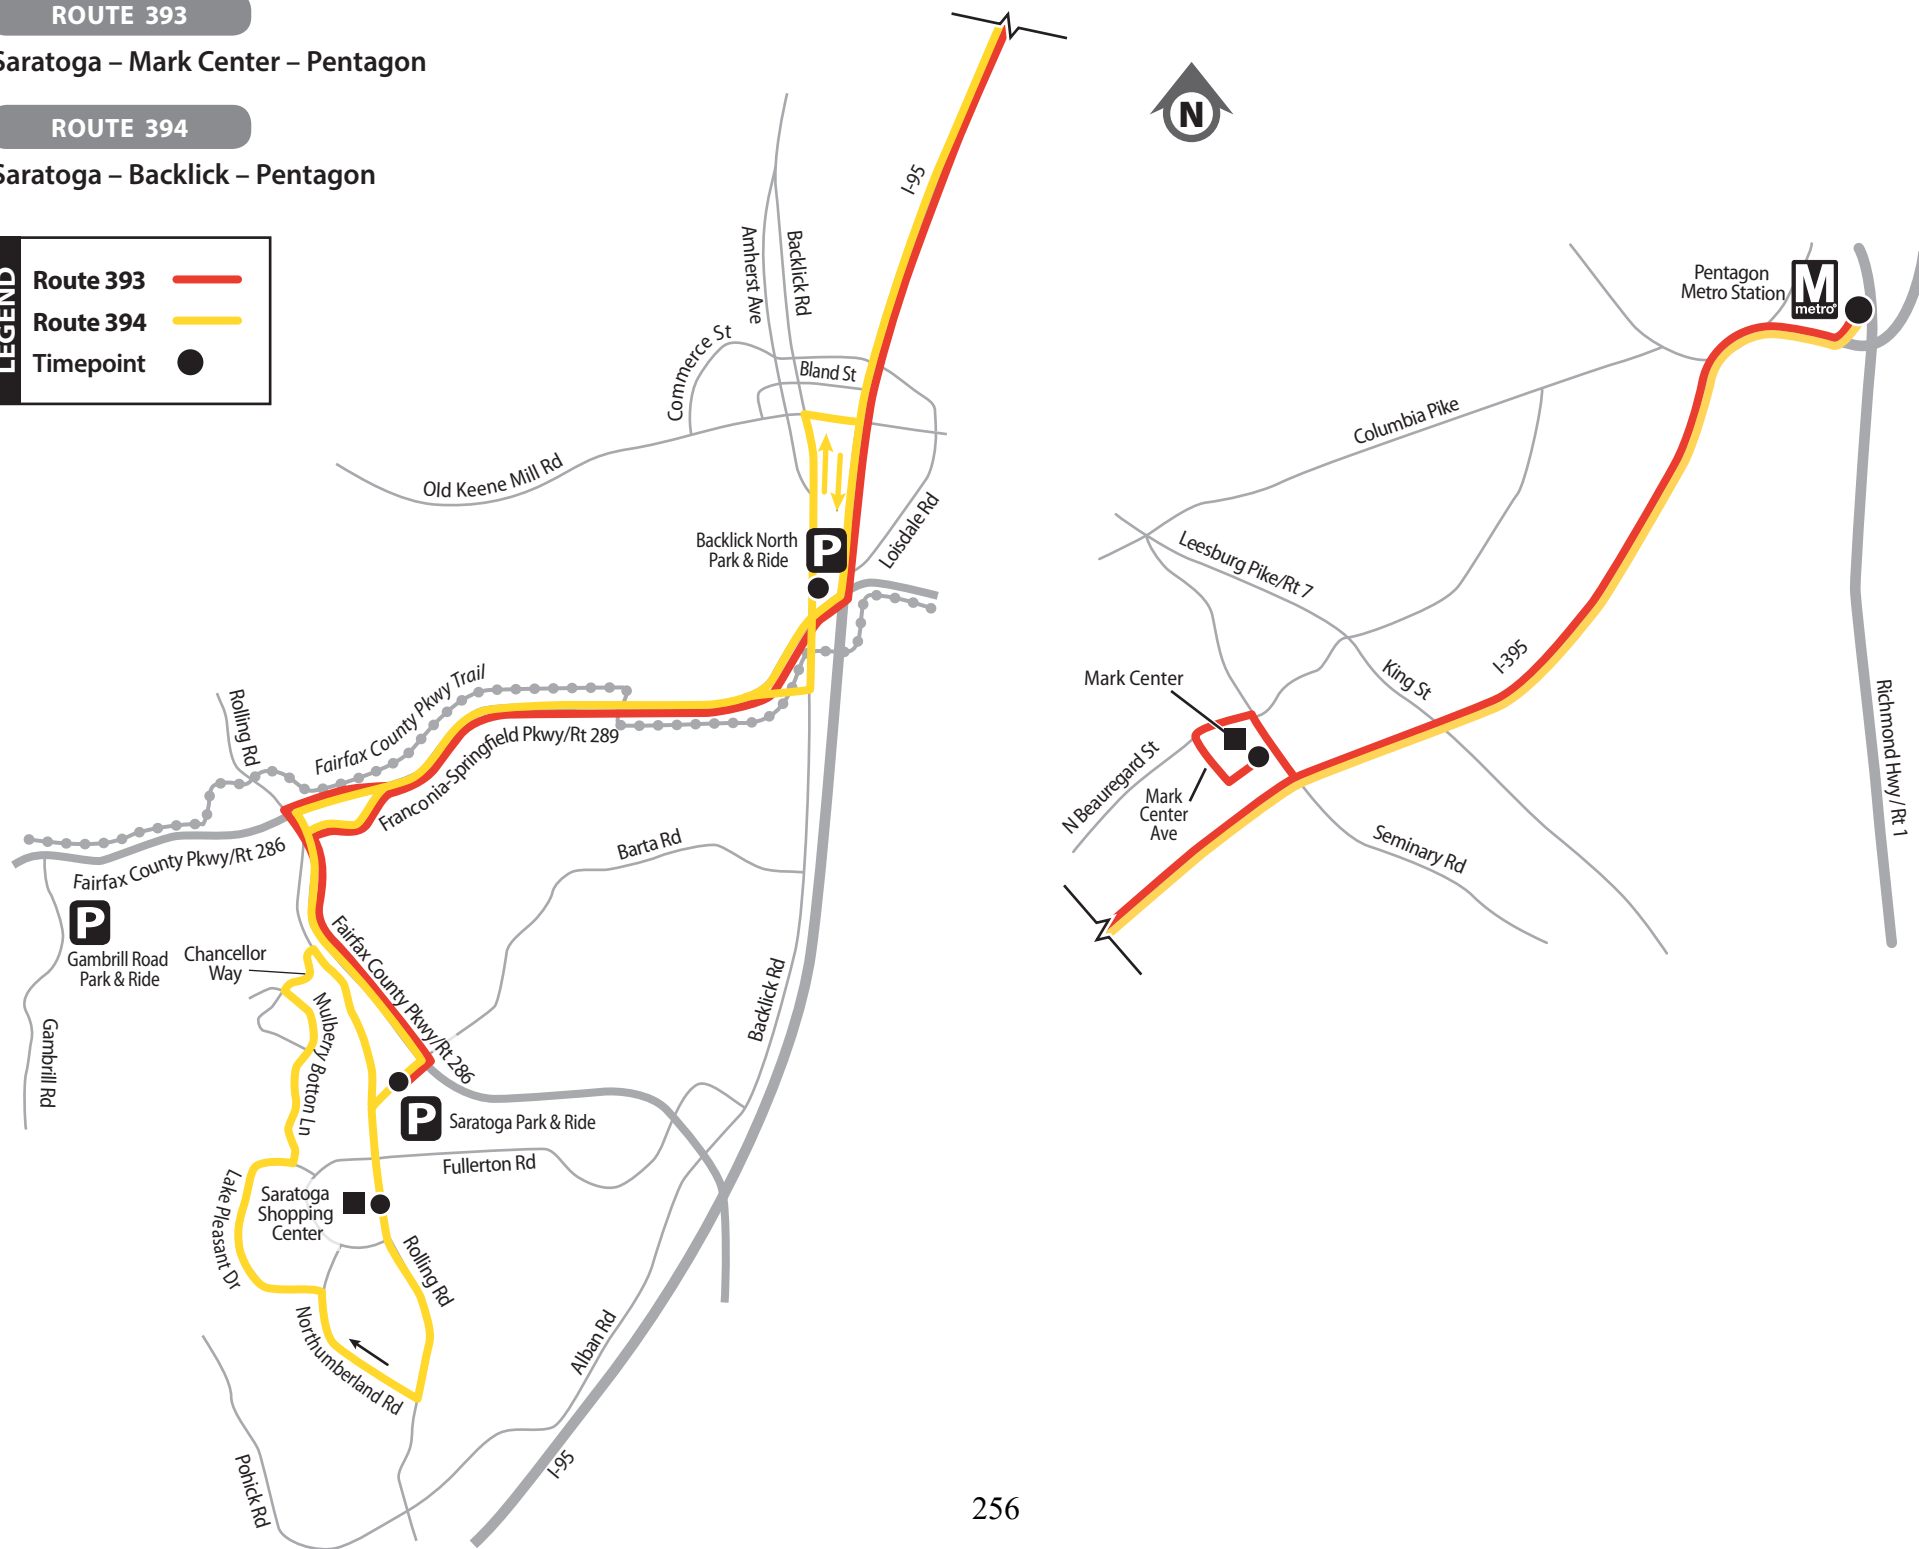 ROUTE 393
Saratoga – Mark Center – Pentagon
ROUTE 394
Saratoga – Backlick – Pentagon
LEGEND
Route 393
Route 394
Timepoint
N
I-95
Amherst Ave
Backlick Rd
Commerce St
Bland St
Old Keene Mill Rd
Loisdale Rd
Backlick North
Park & Ride
P
Rolling Rd
Fairfax County Pkwy Trail
Franconia-Springfield Pkwy/Rt 289
Fairfax County Pkwy/Rt 286
P
Gambrill Road
Park & Ride
Gambrill Rd
Chancellor
Way
Mulberry Botton Ln
Fairfax County Pkwy/Rt 286
Barta Rd
Backlick Rd
P
Saratoga Park & Ride
Fullerton Rd
Lake Pleasant Dr
Saratoga
Shopping
Center
Rolling Rd
Northumberland Rd
Alban Rd
Pohick Rd
I-95
Pentagon
Metro Station
M
metro
Columbia Pike
Leesburg Pike/Rt 7
King St
I-395
Mark Center
N Beauregard St
Mark
Center
Ave
Seminary Rd
Richmond Hwy/ Rt 1
256